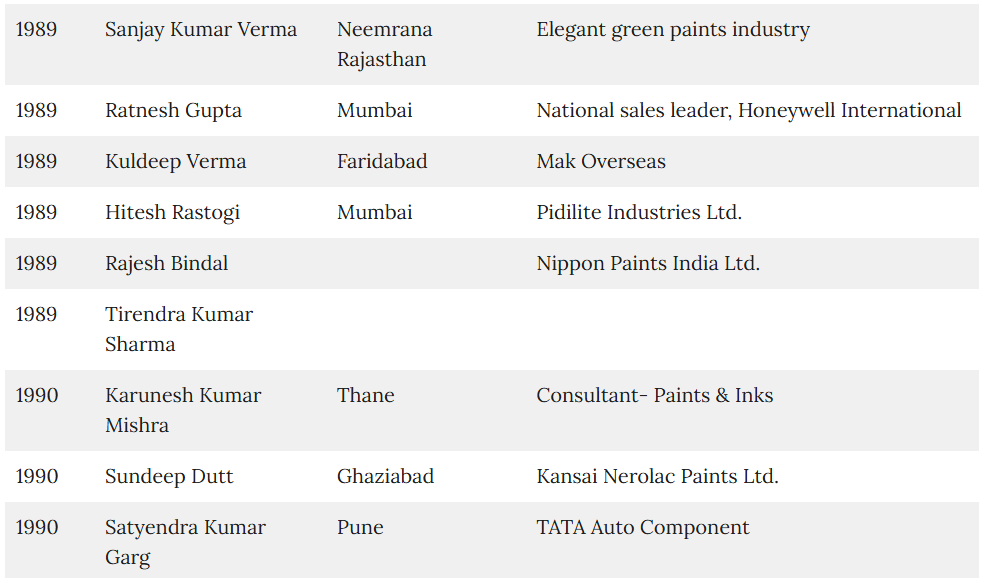 1989 Sanjay Kumar Verma Neemrana Elegant green paints industry
Rajasthan
1989 Ratnesh Gupta Mumbai National sales leader, Honeywell International
1989 Kuldeep Verma Faridabad Mak Overseas
1989 Hitesh Rastogi Mumbai Pidilite Industries Ltd.
1989 Rajesh Bindal Nippon Paints India Ltd.
1989 Tirendra Kumar
Sharma
1990 Karunesh Kumar Thane Consultant- Paints & Inks
Mishra
1990 Sundeep Dutt Ghaziabad Kansai Nerolac Paints Ltd.
1990 Satyendra Kumar Pune TATA Auto Component
Garg